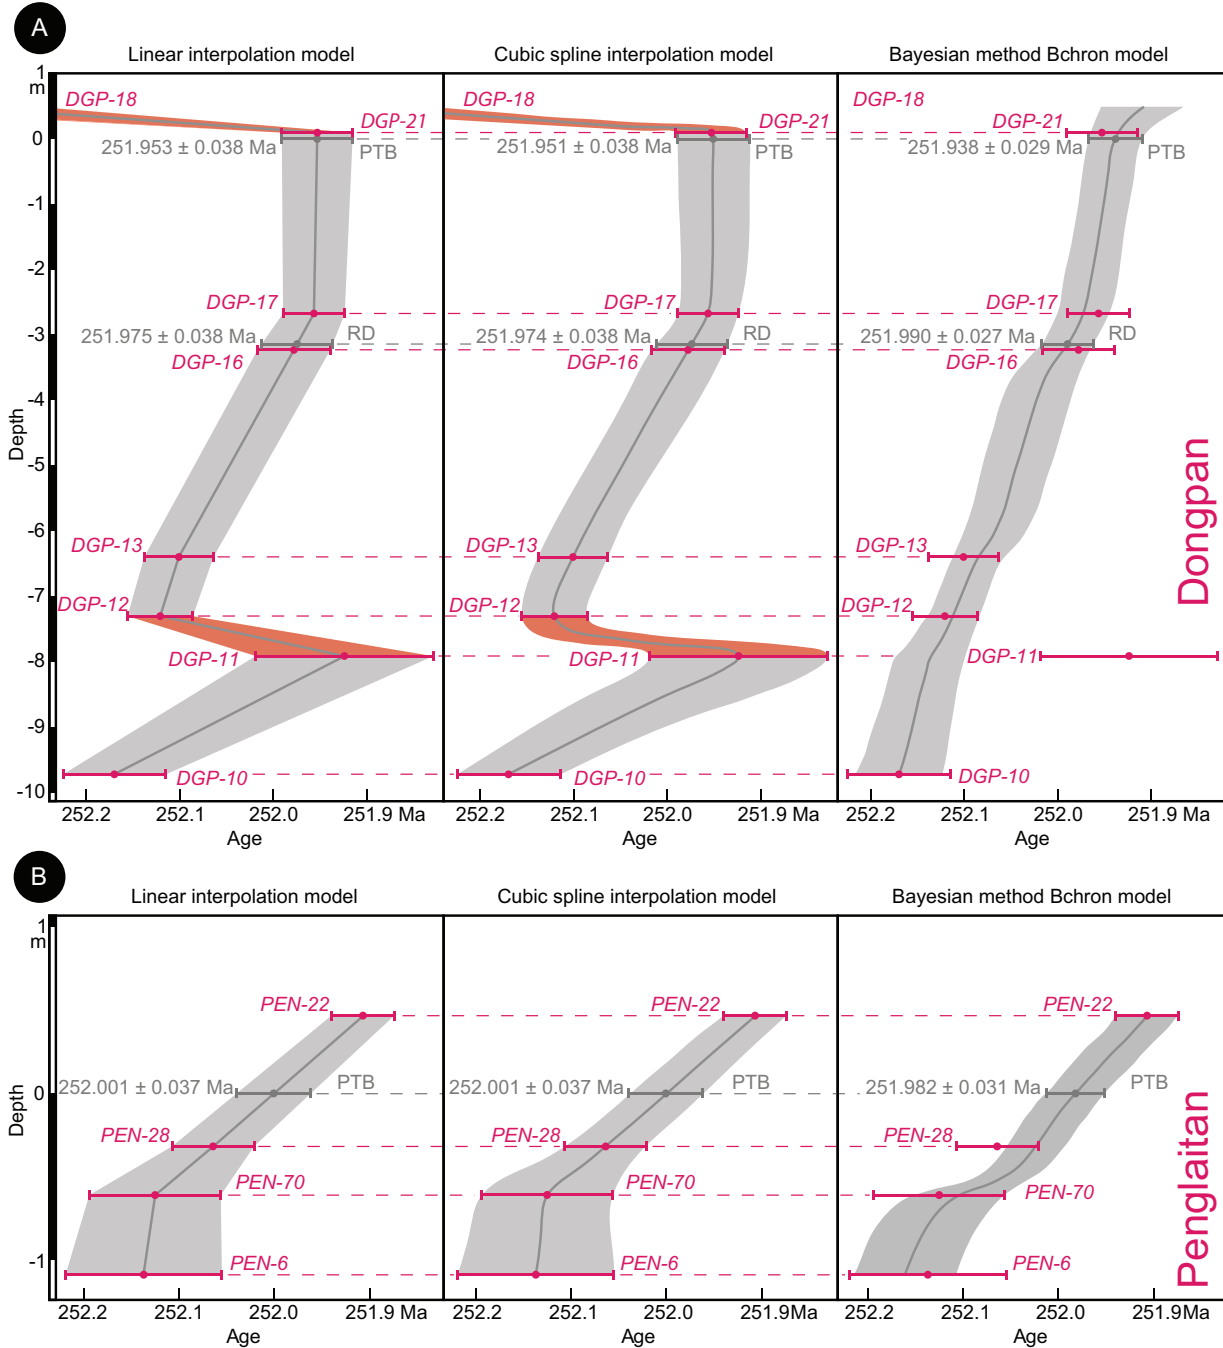 A
Linear interpolation model
Cubic spline interpolation model
Bayesian method Bchron model
1
m
0
-1
-2
-3
-4
-5
-6
-7
-8
-9
-10
Depth
DGP-18
DGP-21
251.953 ± 0.038 Ma
PTB
DGP-17
251.975 ± 0.038 Ma
RD
DGP-16
DGP-13
DGP-12
DGP-11
DGP-10
252.2
252.1
252.0
251.9 Ma
Age
DGP-18
DGP-21
251.951 ± 0.038 Ma
PTB
DGP-17
251.974 ± 0.038 Ma
RD
DGP-16
DGP-13
DGP-12
DGP-11
DGP-10
252.2
252.1
252.0
251.9 Ma
Age
DGP-18
DGP-21
251.938 ± 0.029 Ma
PTB
DGP-17
251.990 ± 0.027 Ma
RD
DGP-16
DGP-13
DGP-12
DGP-11
DGP-10
252.2
252.1
252.0
251.9 Ma
Age
Dongpan
B
Linear interpolation model
Cubic spline interpolation model
Bayesian method Bchron model
1
m
0
-1
Depth
PEN-22
252.001 ± 0.037 Ma
PTB
PEN-28
PEN-70
PEN-6
252.2
252.1
252.0
251.9 Ma
Age
PEN-22
252.001 ± 0.037 Ma
PTB
PEN-28
PEN-70
PEN-6
252.2
252.1
252.0
251.9 Ma
Age
PEN-22
251.982 ± 0.031 Ma
PTB
PEN-28
PEN-70
PEN-6
252.2
252.1
252.0
251.9 Ma
Age
Penglaitan